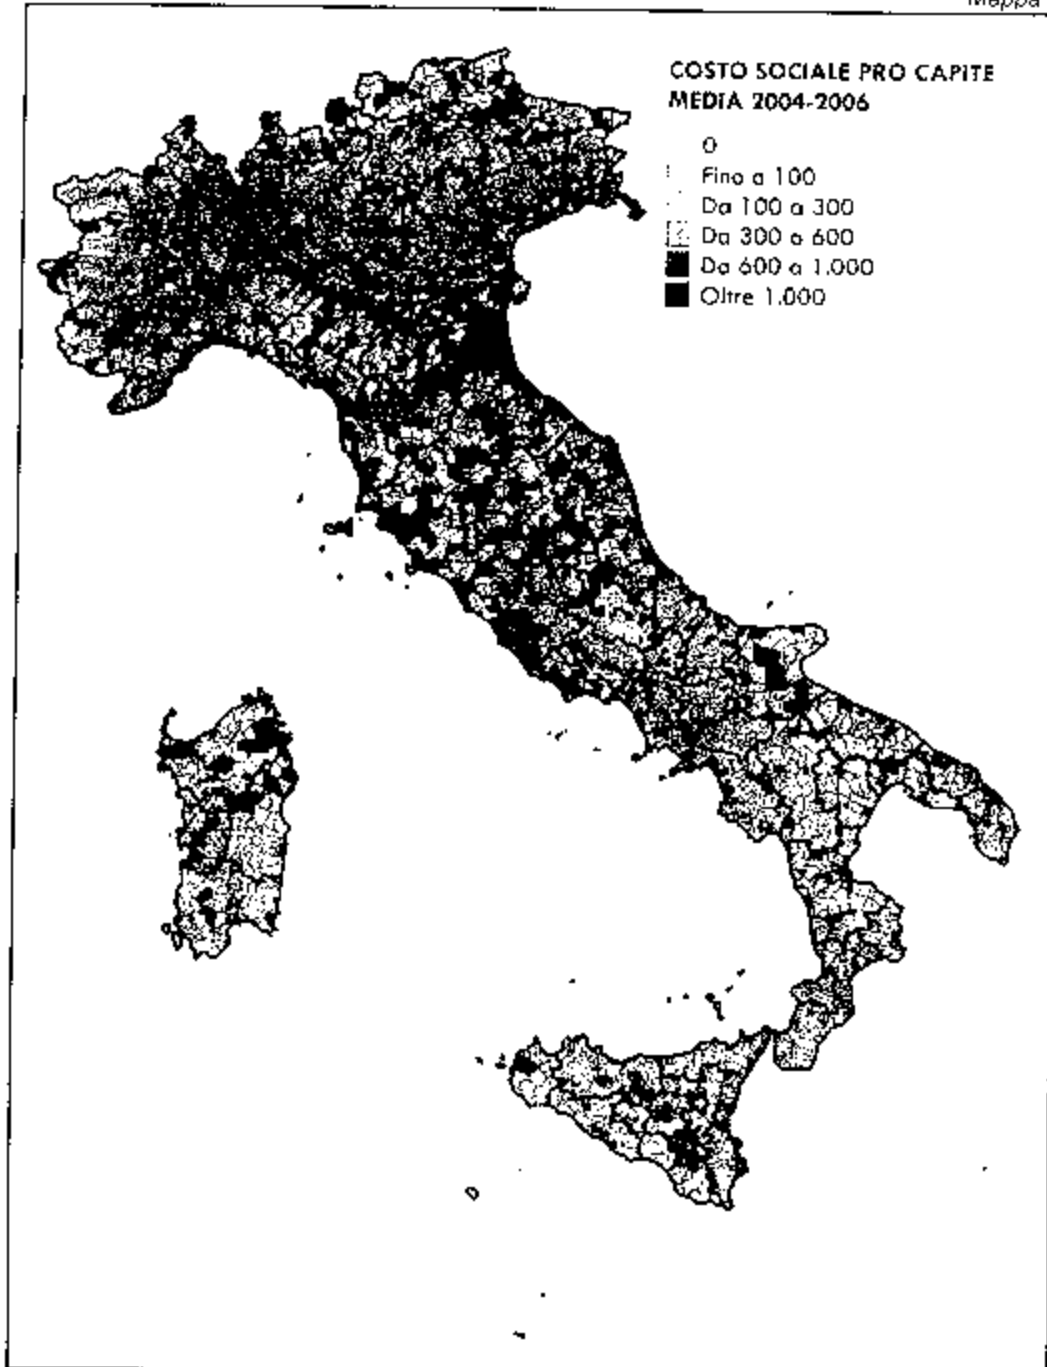 Mappa
COSTO SOCIALE PRO CAPITE
MEDIA 2004-2006
0
Fino a 100
Da 100 a 300
Da 300 a 600
Da 600 a 1.000
Oltre 1.000